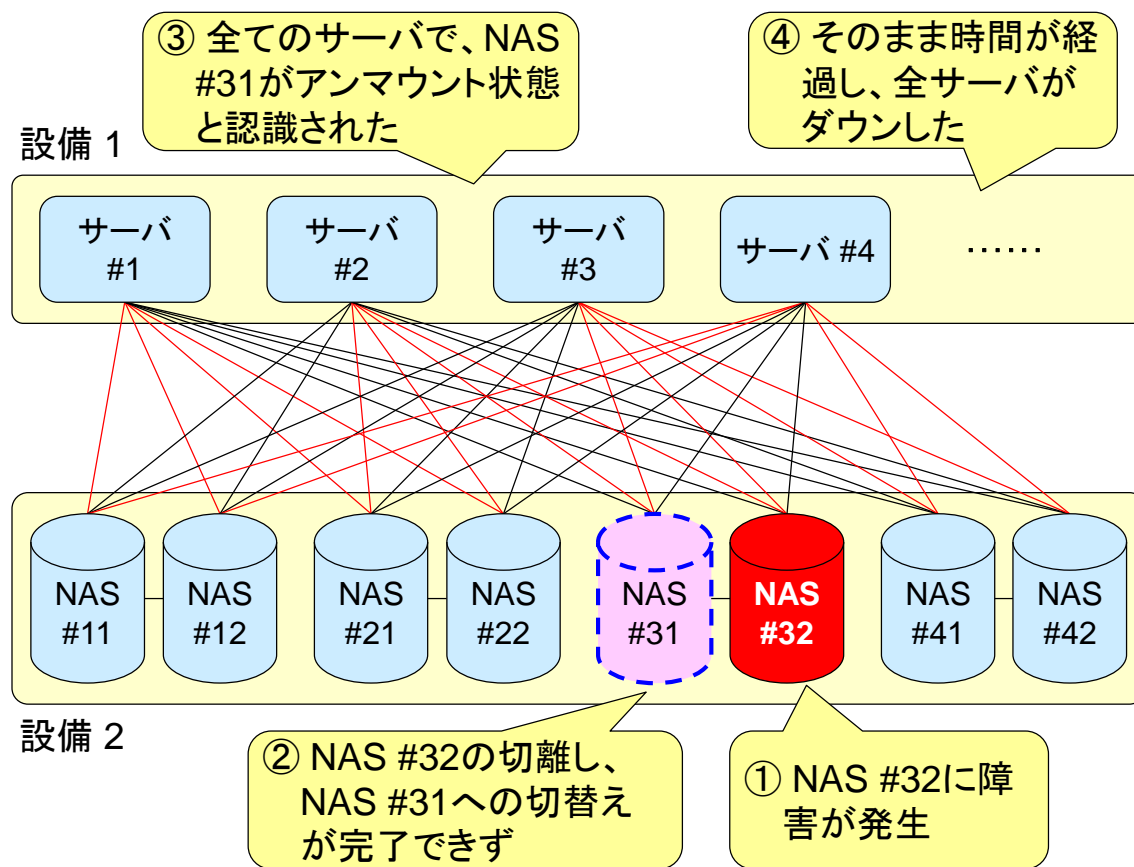 ③ 全てのサーバで、NAS
#31がアンマウント状態
と認識された
④ そのまま時間が経
過し、全サーバが
ダウンした
設備 1
サーバ
#1
サーバ
#2
サーバ
#3
サーバ #4
……
NAS
#11
NAS
#12
NAS
#21
NAS
#22
NAS
#31
NAS
#32
NAS
#41
NAS
#42
設備 2
② NAS #32の切離し、
NAS #31への切替え
が完了できず
① NAS #32に障
害が発生